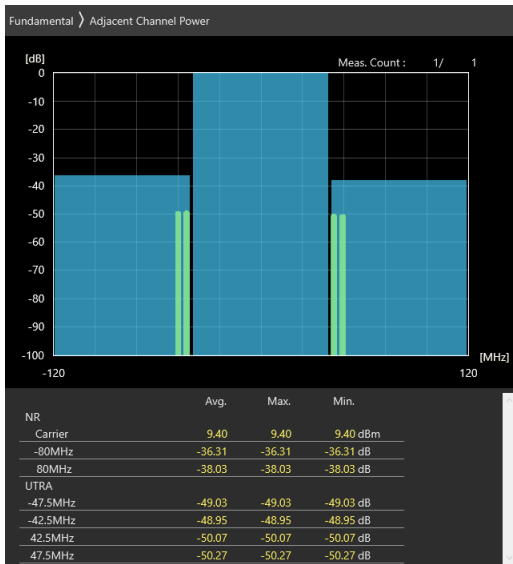 Fundamental 〉 Adjacent Channel Power
[dB]
Meas. Count : 1/ 1
0
-10
-20
-30
-40
-50
-60
-70
-80
-90
-100
[MHz]
-120 120
Avg. Max. Min.
NR
Carrier 9.40 9.40 9.40 dBm
-80MHz -36.31 -36.31 -36.31 dB
80MHz -38.03 -38.03 -38.03 dB
UTRA
-47.5MHz -49.03 -49.03 -49.03 dB
-42.5MHz -48.95 -48.95 -48.95 dB
42.5MHz -50.07 -50.07 -50.07 dB
47.5MHz -50.27 -50.27 -50.27 dB